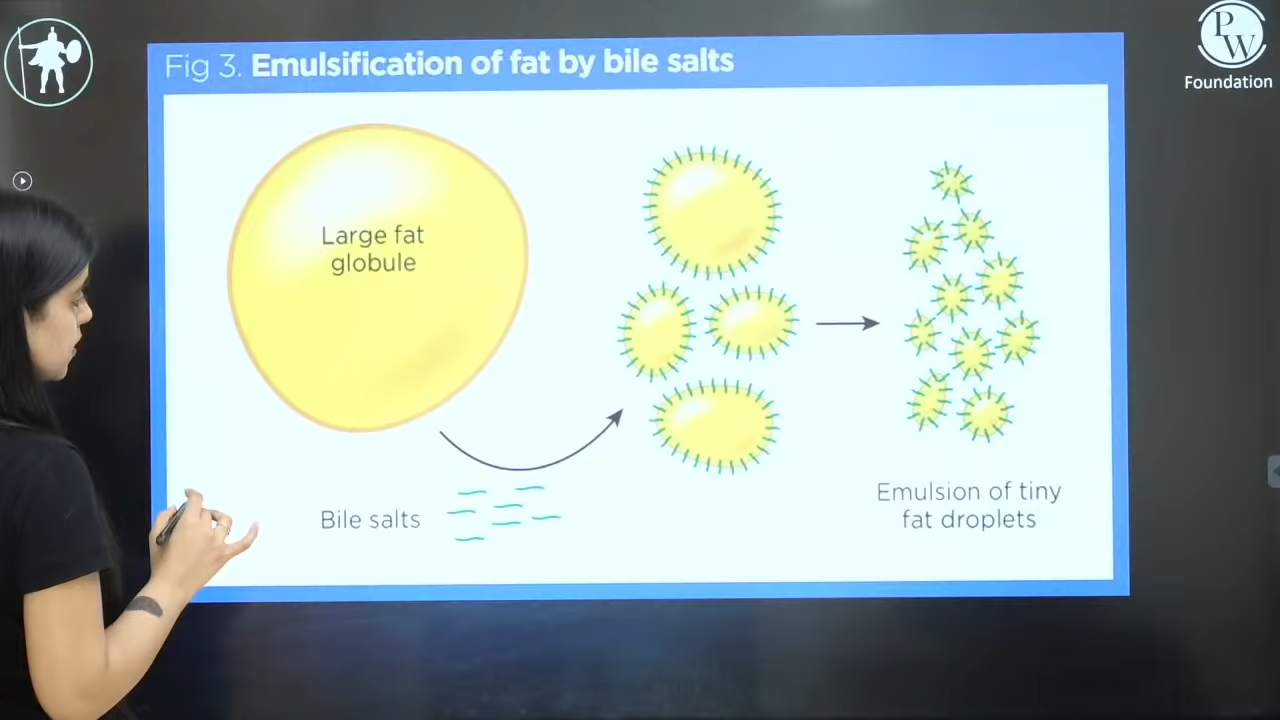 PW
Foundation
Fig 3. Emulsification of fat by bile salts
Large fat
globule
Bile salts
Emulsion of tiny
fat droplets